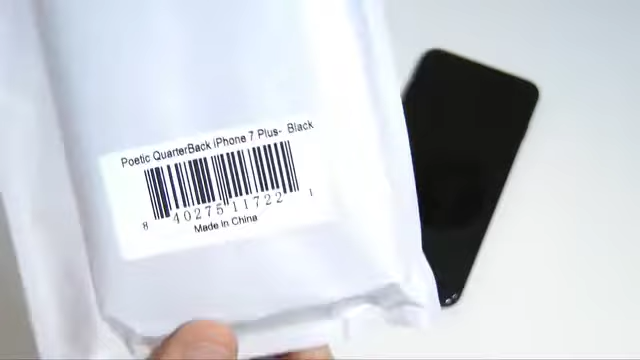 Poetic QuarterBack iPhone 7 Plus- Black
8 40275 11722 1
Made In China